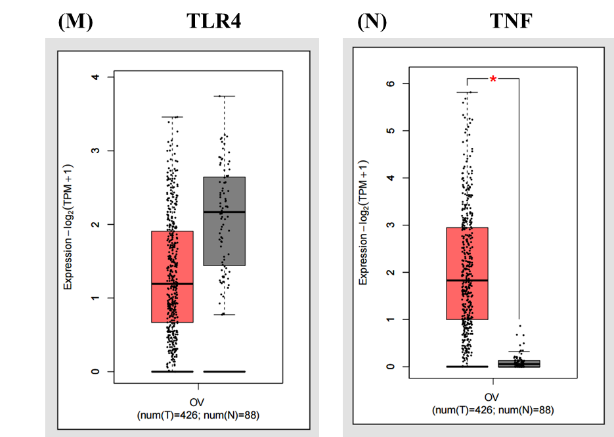 (M) TLR4
Expression−log₂(TPM+1)
4
3
2
1
0
OV
(num(T)=426; num(N)=88)
(N) TNF
*
Expression−log₂(TPM+1)
6
5
4
3
2
1
0
OV
(num(T)=426; num(N)=88)